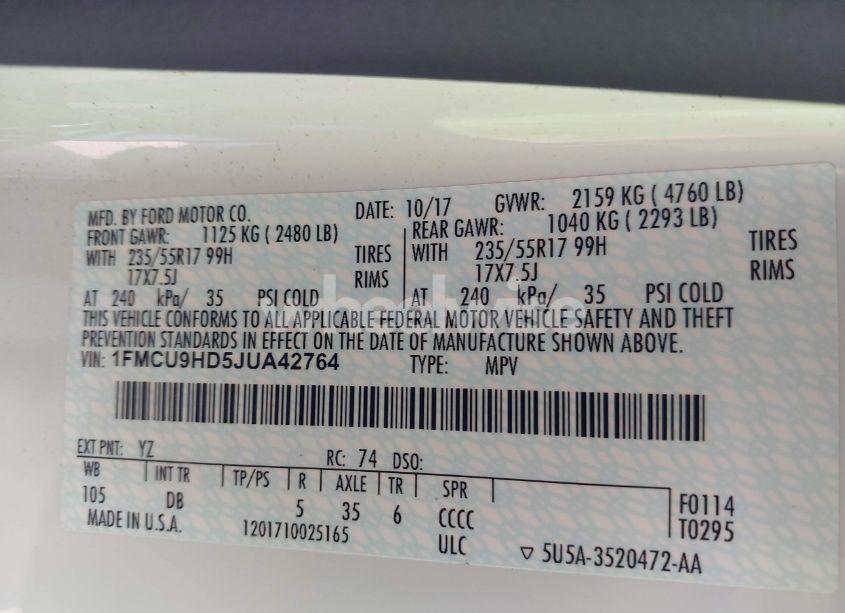 MFD. BY FORD MOTOR CO. DATE: 10/17 GVWR: 2159 KG ( 4760 LB)
FRONT GAWR: 1125 KG ( 2480 LB) REAR GAWR: 1040 KG ( 2293 LB)
WITH 235/55R17 99H TIRES WITH 235/55R17 99H TIRES
17X7.5J RIMS 17X7.5J RIMS
AT 240 kPa/ 35 PSI COLD AT 240 kPa/ 35 PSI COLD
THIS VEHICLE CONFORMS TO ALL APPLICABLE FEDERAL MOTOR VEHICLE SAFETY AND THEFT
PREVENTION STANDARDS IN EFFECT ON THE DATE OF MANUFACTURE SHOWN ABOVE.
VIN: 1FMCU9HD5JUA42764 TYPE: MPV
EXT PNT: YZ RC: 74 DSO:
WB INT TR TP/PS R AXLE TR SPR
105 DB 5 35 6 CCCC F0114
MADE IN U.S.A. 1201710025165 ULC T0295
5U5A-3520472-AA